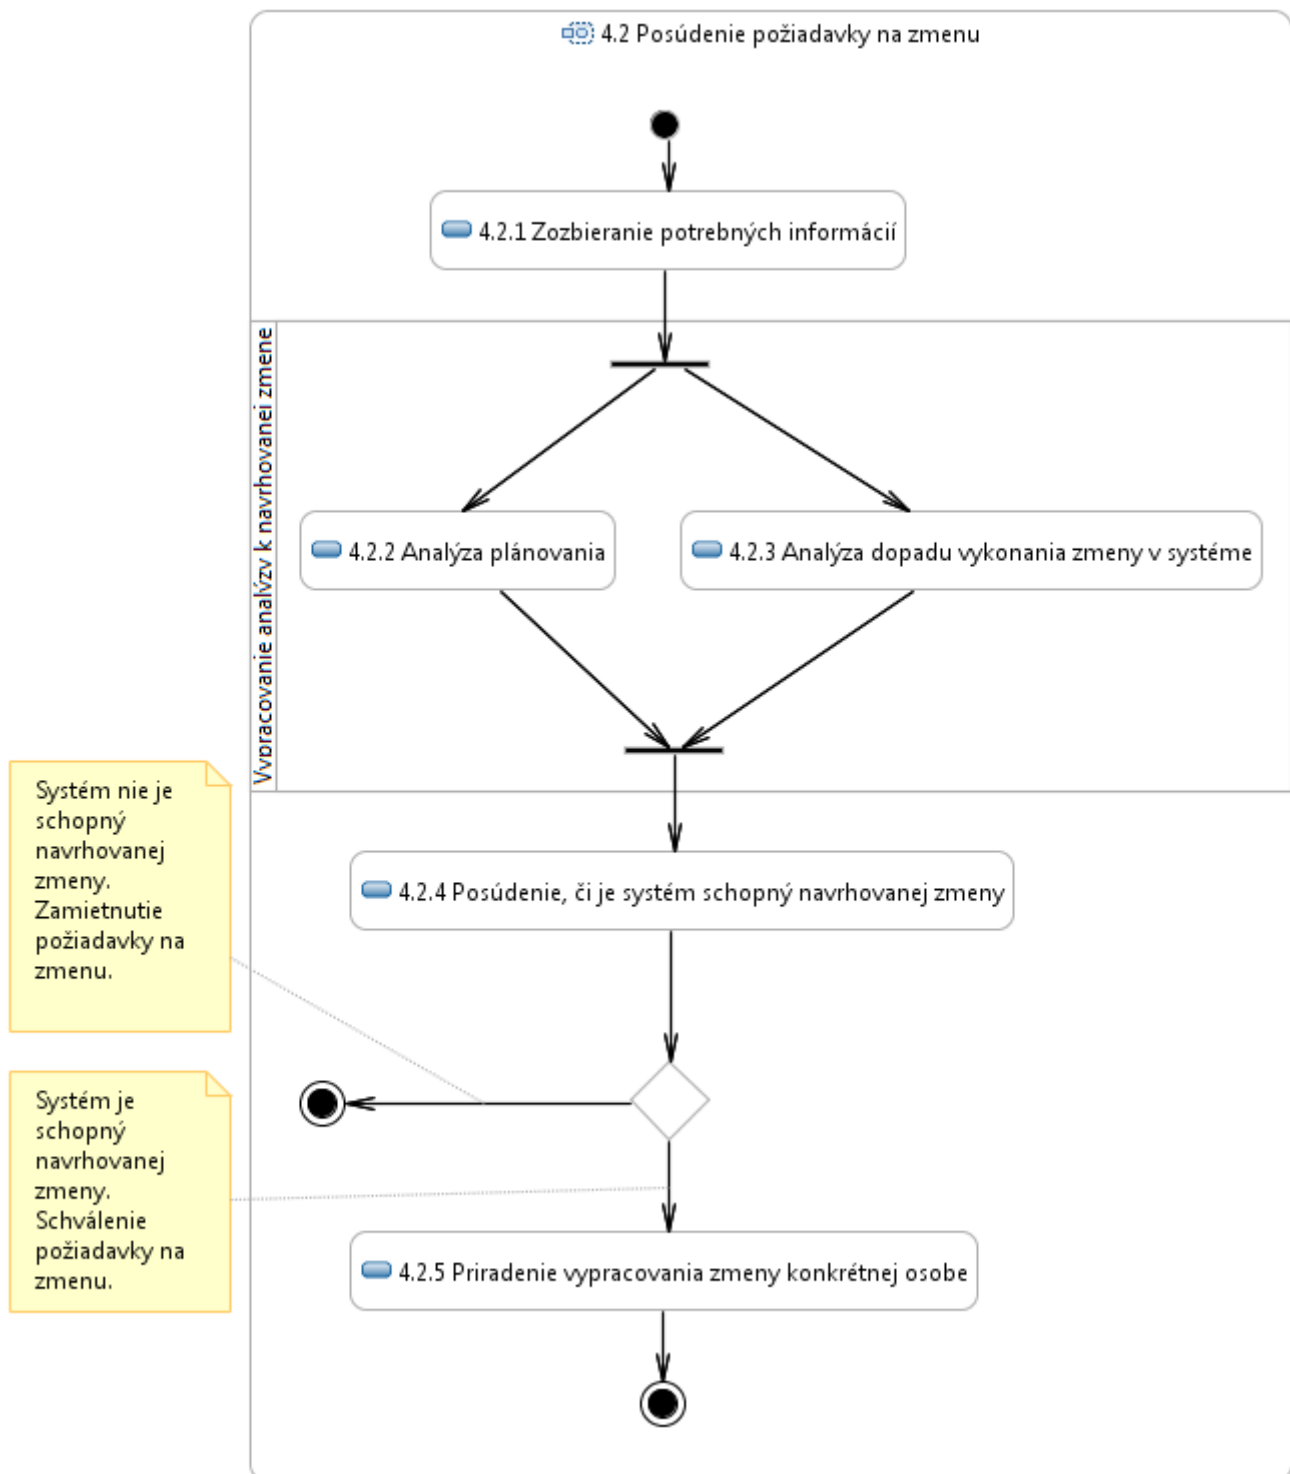 4.2 Posúdenie požiadavky na zmenu
4.2.1 Zozbieranie potrebných informácií
Vypracovanie analýzy k navrhovanej zmene
4.2.2 Analýza plánovania
4.2.3 Analýza dopadu vykonania zmeny v systéme
Systém nie je
schopný
navrhovanej
zmeny.
Zamietnutie
požiadavky na
zmenu.
4.2.4 Posúdenie, či je systém schopný navrhovanej zmeny
Systém je
schopný
navrhovanej
zmeny.
Schválenie
požiadavky na
zmenu.
4.2.5 Priradenie vypracovania zmeny konkrétnej osobe